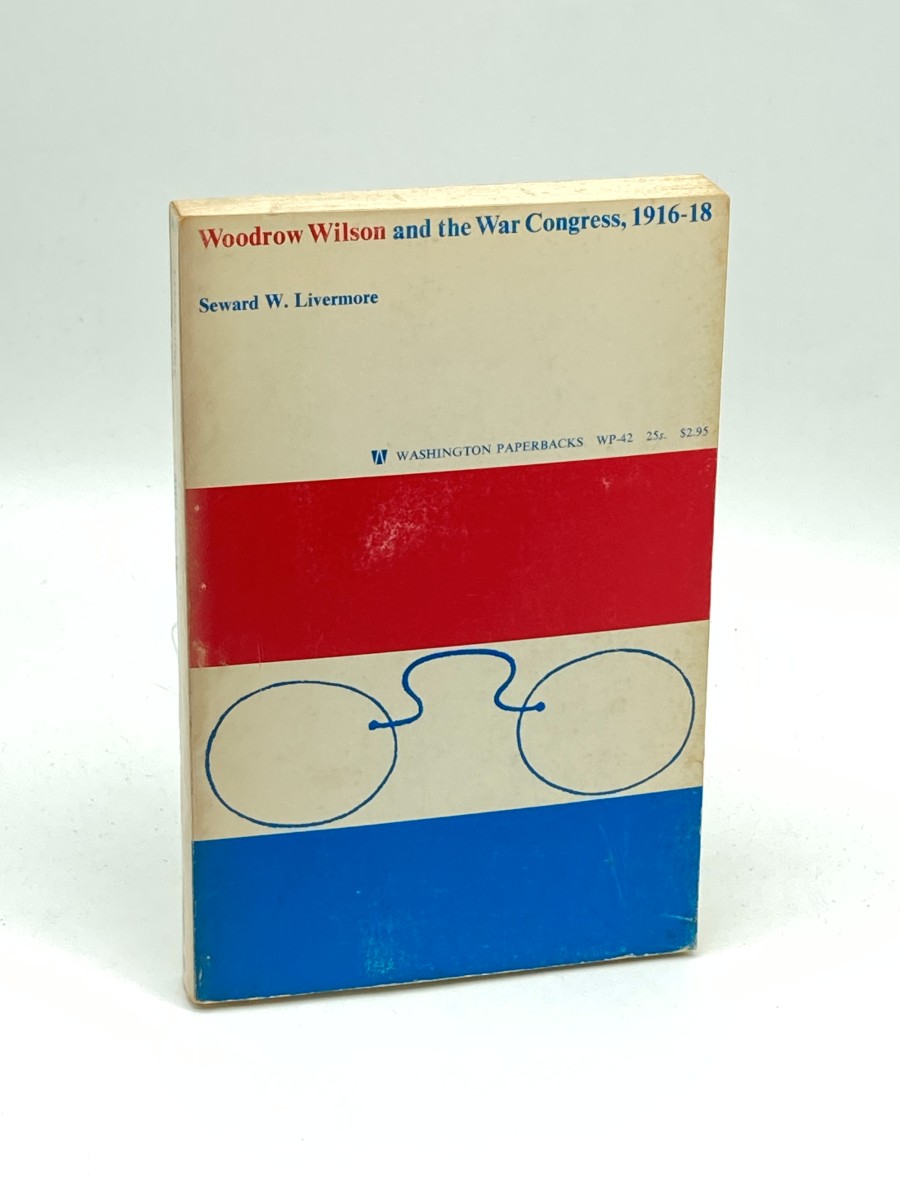 Woodrow Wilson and the War Congress, 1916-18
Seward W. Livermore
W WASHINGTON PAPERBACKS WP-42 25s. $2.95